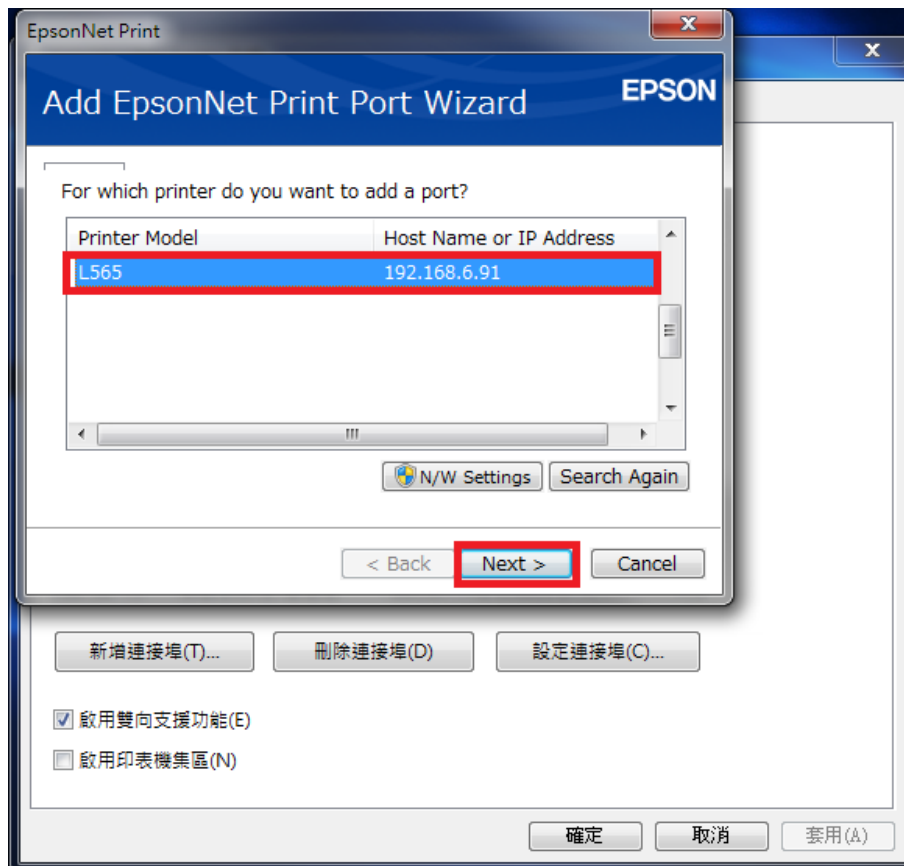 EpsonNet Print
Add EpsonNet Print Port Wizard
EPSON
For which printer do you want to add a port?
Printer Model Host Name or IP Address
L565 192.168.6.91
N/W Settings Search Again
< Back Next > Cancel
新增連接埠(T)... 刪除連接埠(D) 設定連接埠(C)...
啟用雙向支援功能(E)
啟用印表機集區(N)
確定 取消 套用(A)